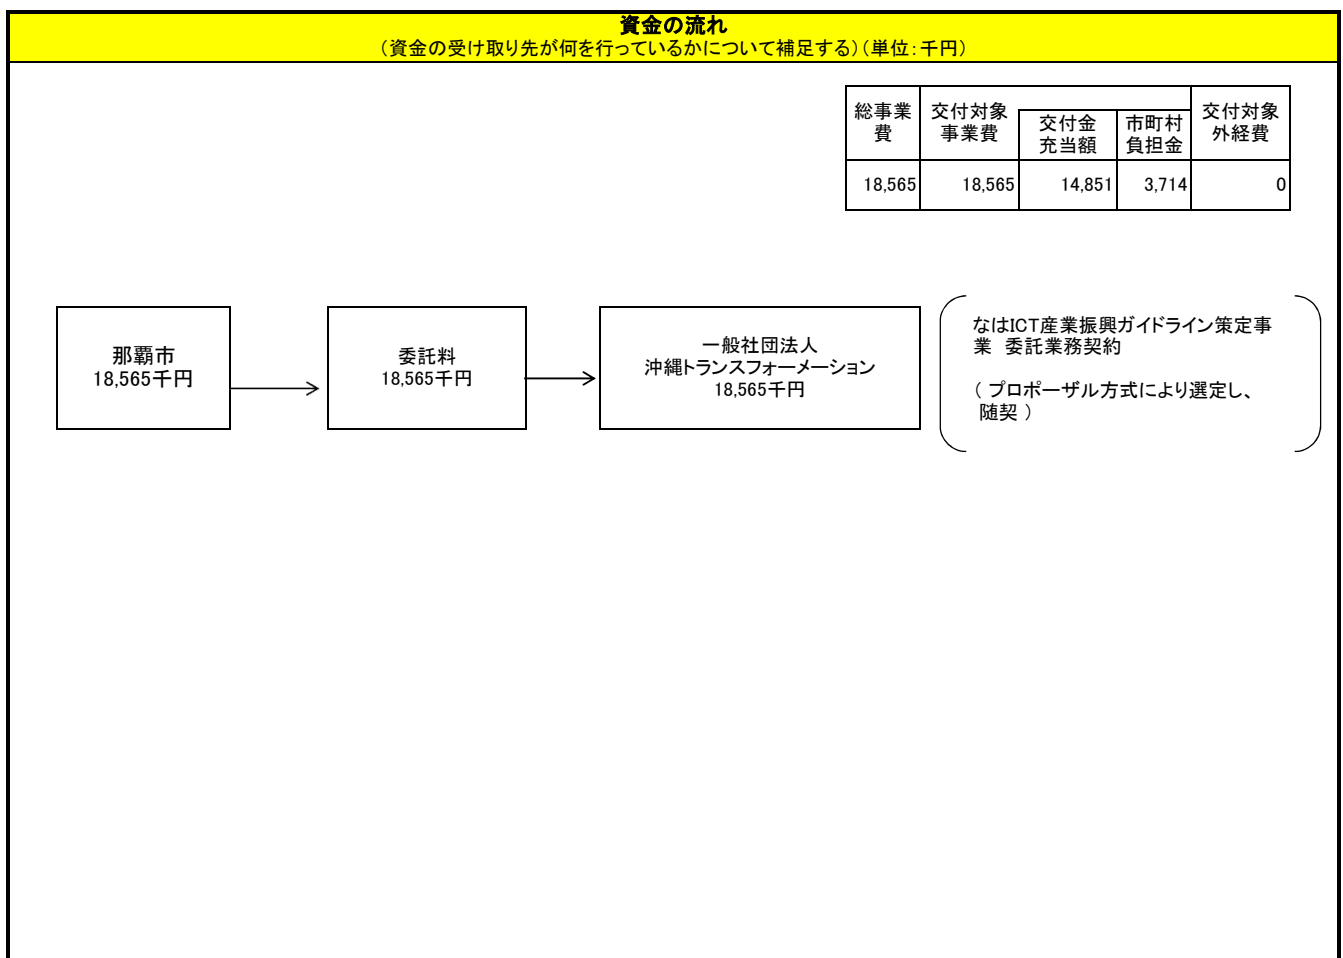 資金の流れ
（資金の受け取り先が何を行っているかについて補足する）（単位：千円）
総事業
費
交付対象
事業費
交付金
充当額
市町村
負担金
交付対象
外経費
18,565 18,565 14,851 3,714 0
那覇市
18,565千円
委託料
18,565千円
一般社団法人
沖縄トランスフォーメーション
18,565千円
なはICT産業振興ガイドライン策定事
業　委託業務契約
（ プロポーザル方式により選定し、
随契 ）